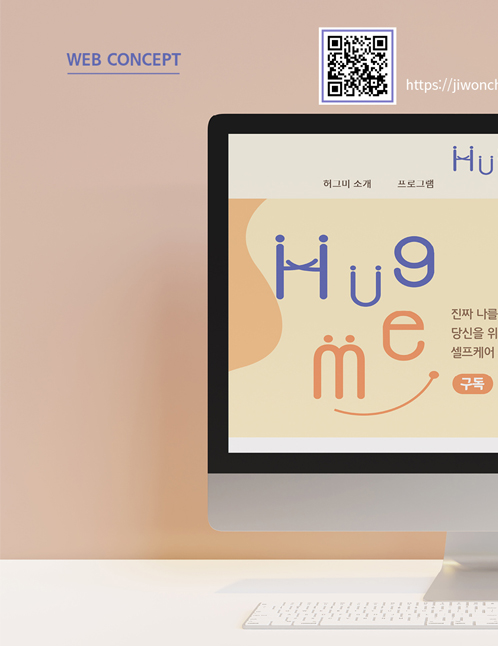 WEB CONCEPT
https://jiwonch
Hu
허그미 소개 프로그램
Hug
me
진짜 나를
당신을 위
셀프케어
구독